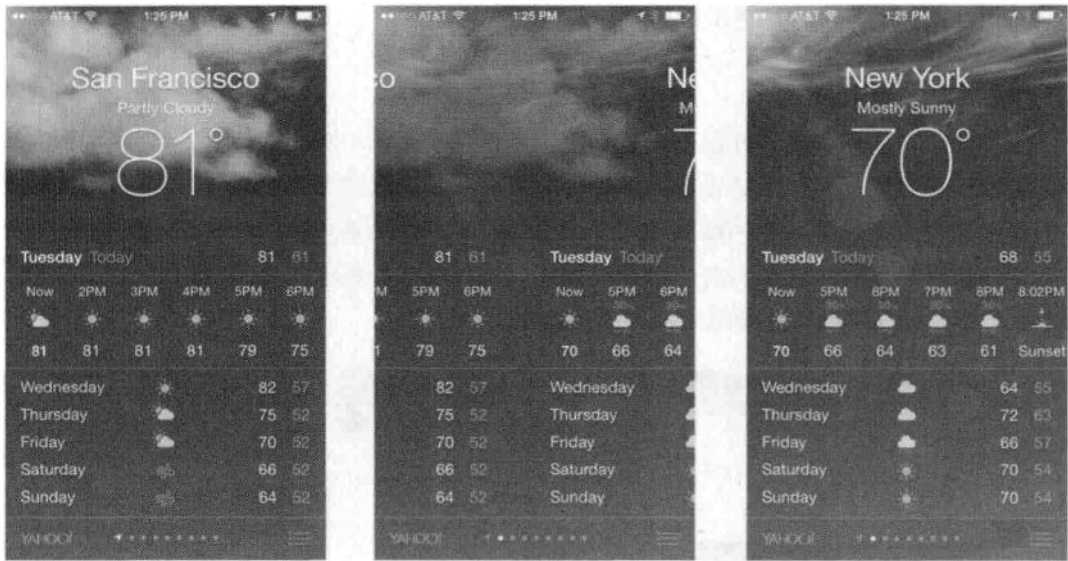 AT&T 1:25 PM
San Francisco
Partly Cloudy
81°
Tuesday Today 81 61
Now 2PM 3PM 4PM 5PM 6PM
81 81 81 81 79 75
Wednesday 82 57
Thursday 75 52
Friday 70 52
Saturday 66 52
Sunday 64 52
YAHOO!
AT&T 1:25 PM
co Ne
M
7
81 61 Tuesday Today
M 5PM 6PM Now 5PM 6PM
30%
1 79 75 70 66 64
82 57 Wednesday
75 52 Thursday
70 52 Friday
66 52 Saturday
64 52 Sunday
YAHOO!
AT&T 1:25 PM
New York
Mostly Sunny
70°
Tuesday Today 68 55
Now 5PM 6PM 7PM 8PM 8:02PM
70 66 64 63 61 Sunset
Wednesday 64 55
Thursday 72 63
Friday 66 57
Saturday 70 54
Sunday 70 54
YAHOO!